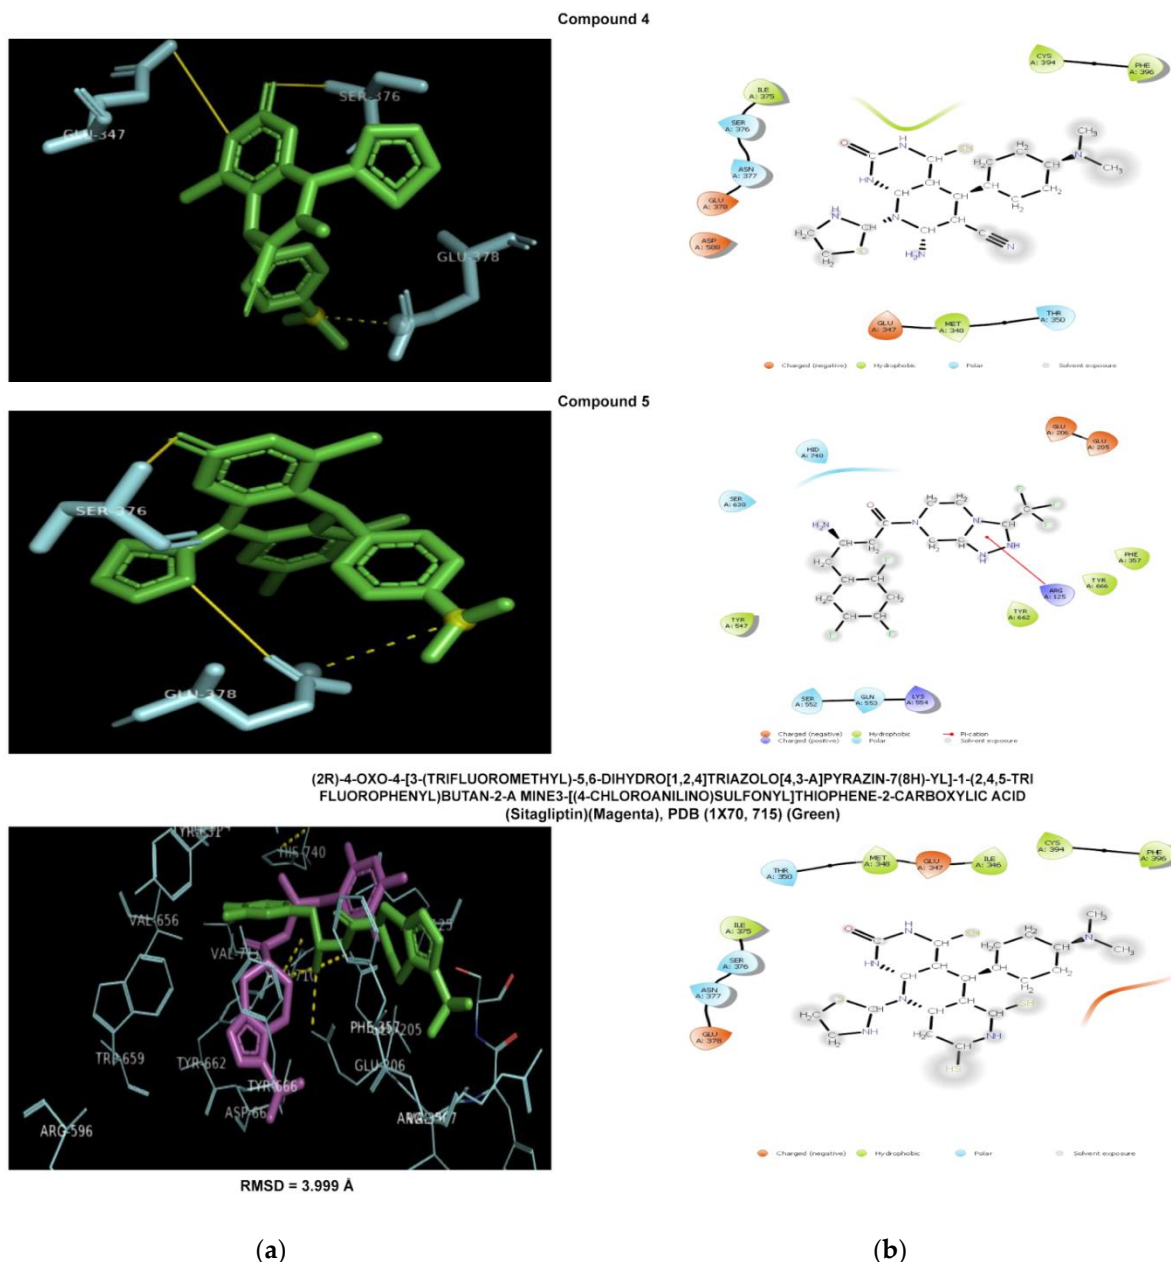 Compound 4
GLU-347
SER-376
GLU-378
CYS
A: 394
PHE
A: 396
ILE
A: 375
SER
A: 376
ASN
A: 377
GLU
A: 378
ASP
A: 588
GLU
A: 347
MET
A: 348
THR
A: 350
Charged (negative) Hydrophobic Polar Solvent exposure
Compound 5
SER-376
GLU-378
GLU
A: 206
GLU
A: 205
HID
A: 740
SER
A: 630
PHE
A: 357
TYR
A: 666
ARG
A: 125
TYR
A: 662
TYR
A: 547
SER
A: 552
GLN
A: 553
LYS
A: 554
Charged (negative) Hydrophobic Pi-cation
Charged (positive) Polar Solvent exposure
(2R)-4-OXO-4-[3-(TRIFLUOROMETHYL)-5,6-DIHYDRO[1,2,4]TRIAZOLO[4,3-A]PYRAZIN-7(8H)-YL]-1-(2,4,5-TRI
FLUOROPHENYL)BUTAN-2-A MINE3-[(4-CHLOROANILINO)SULFONYL]THIOPHENE-2-CARBOXYLIC ACID
(Sitagliptin)(Magenta), PDB (1X70, 715) (Green)
HIS-740
VAL-656
PHE-357
TRP-659
TYR-662
GLU-206
TYR-666
ARG-596
CYS
A: 394
PHE
A: 396
THR
A: 350
MET
A: 348
GLU
A: 347
ILE
A: 346
ILE
A: 375
SER
A: 376
ASN
A: 377
GLU
A: 378
Charged (negative) Hydrophobic Polar Solvent exposure
RMSD = 3.999 Å
(a) (b)